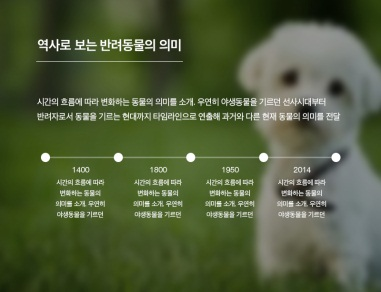 역사로 보는 반려동물의 의미
시간의 흐름에 따라 변화하는 동물의 의미를 소개. 우연히 야생동물을 기르던 선사시대부터
반려자로서 동물을 기르는 현대까지 타임라인으로 연출해 과거와 다른 현재 동물의 의미를 전달
1400
시간의 흐름에 따라
변화하는 동물의
의미를 소개. 우연히
야생동물을 기르던
1800
시간의 흐름에 따라
변화하는 동물의
의미를 소개. 우연히
야생동물을 기르던
1950
시간의 흐름에 따라
변화하는 동물의
의미를 소개. 우연히
야생동물을 기르던
2014
시간의 흐름에 따라
변화하는 동물의
의미를 소개. 우연히
야생동물을 기르던